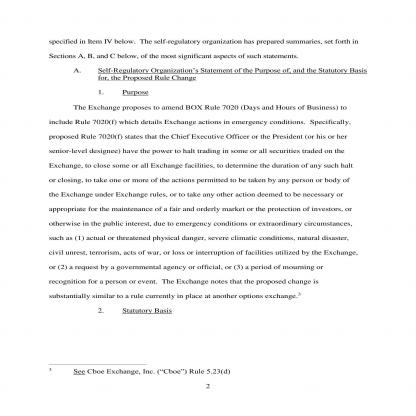 specified in Item IV below. The self-regulatory organization has prepared summaries, set forth in
Sections A, B, and C below, of the most significant aspects of such statements.
A. Self-Regulatory Organization's Statement of the Purpose of, and the Statutory Basis
for, the Proposed Rule Change
1. Purpose
The Exchange proposes to amend BOX Rule 7020 (Days and Hours of Business) to
include Rule 7020(f) which details Exchange actions in emergency conditions. Specifically,
proposed Rule 7020(f) states that the Chief Executive Officer or the President (or his or her
senior-level designee) have the power to halt trading in some or all securities traded on the
Exchange, to close some or all Exchange facilities, to determine the duration of any such halt
or closing, to take one or more of the actions permitted to be taken by any person or body of
the Exchange under Exchange rules, or to take any other action deemed to be necessary or
appropriate for the maintenance of a fair and orderly market or the protection of investors, or
otherwise in the public interest, due to emergency conditions or extraordinary circumstances,
such as (1) actual or threatened physical danger, severe climatic conditions, natural disaster,
civil unrest, terrorism, acts of war, or loss or interruption of facilities utilized by the Exchange,
or (2) a request by a governmental agency or official, or (3) a period of mourning or
recognition for a person or event. The Exchange notes that the proposed change is
substantially similar to a rule currently in place at another options exchange.3
2. Statutory Basis
3 See Cboe Exchange, Inc. ("Cboe") Rule 5.23(d)
2